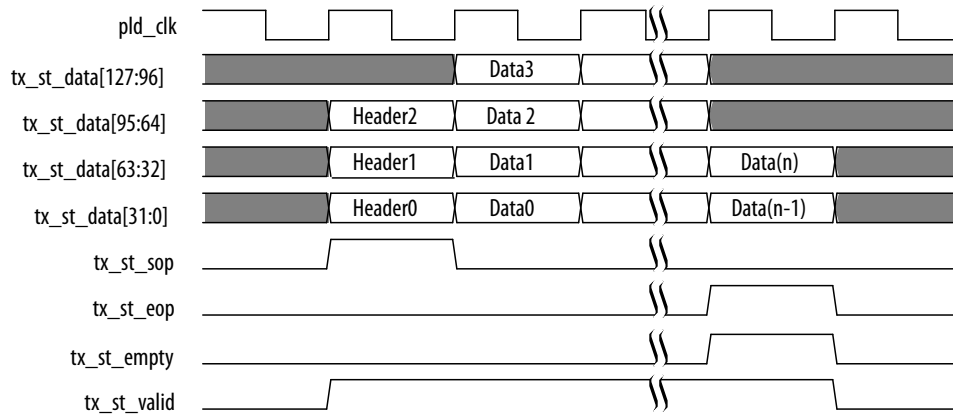 pld_clk
tx_st_data[127:96] Data3
tx_st_data[95:64] Header2 Data 2
tx_st_data[63:32] Header1 Data1 Data(n)
tx_st_data[31:0] Header0 Data0 Data(n-1)
tx_st_sop
tx_st_eop
tx_st_empty
tx_st_valid